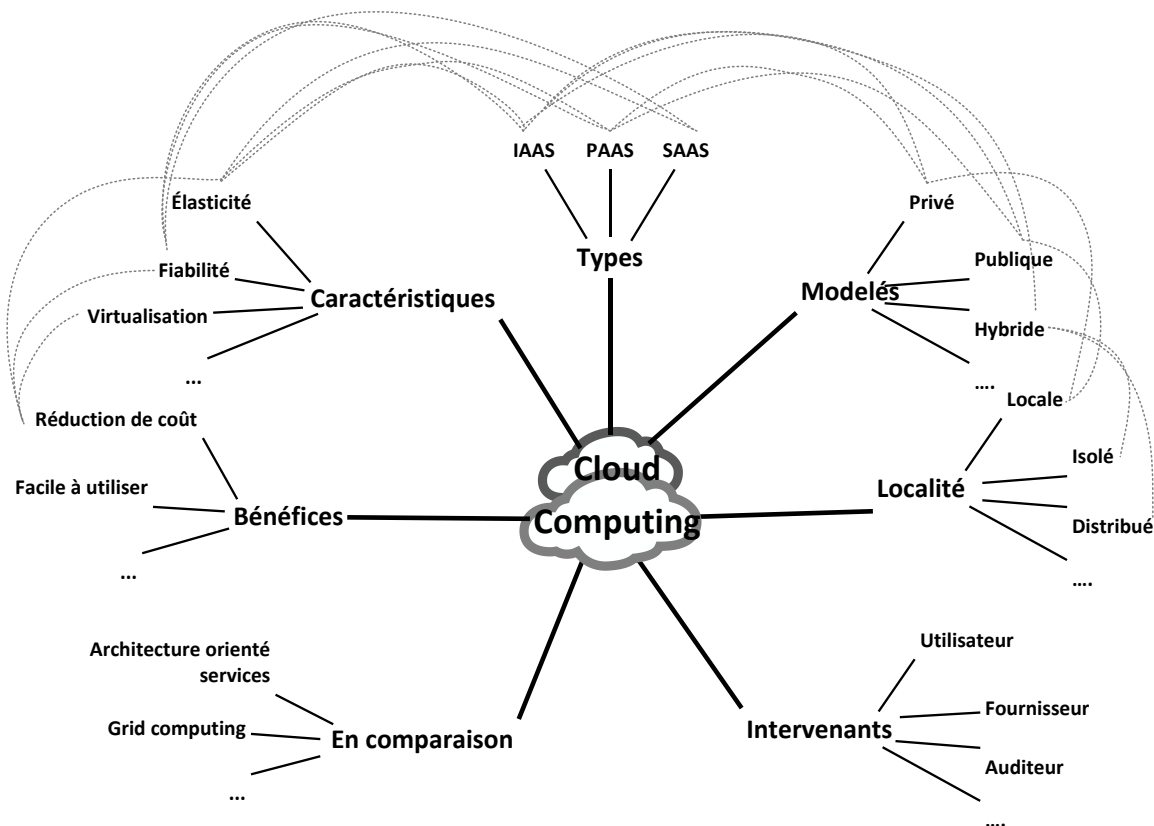 IAAS PAAS SAAS
Élasticité
Privé
Types
Publique
Fiabilité
Modelés
Caractéristiques
Virtualisation
Hybride
...
....
Locale
Réduction de coût
Isolé
Cloud
Facile à utiliser
Localité
Bénéfices
Computing
Distribué
...
....
Utilisateur
Architecture orienté
services
Fournisseur
Grid computing
Intervenants
En comparaison
Auditeur
...
....